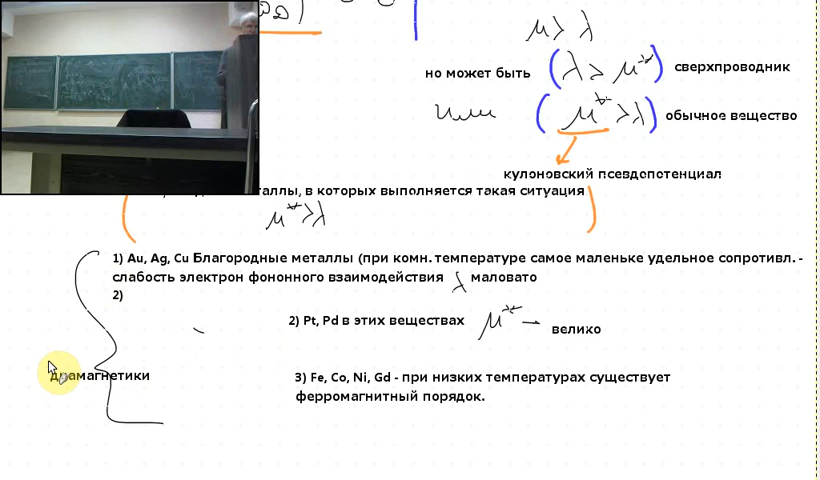 μ > λ
но может быть (λ > μ*) сверхпроводник
или (μ* > λ) обычное вещество
кулоновский псевдопотенциал
в которых выполняется такая ситуация
μ* > λ
1) Au, Ag, Cu Благородные металлы (при комн. температуре самое маленьке удельное сопротивл. -
слабость электрон фононного взаимодействия λ маловато
2)
2) Pt, Pd в этих веществах μ* — велико
диамагнетики
3) Fe, Co, Ni, Gd - при низких температурах существует
ферромагнитный порядок.